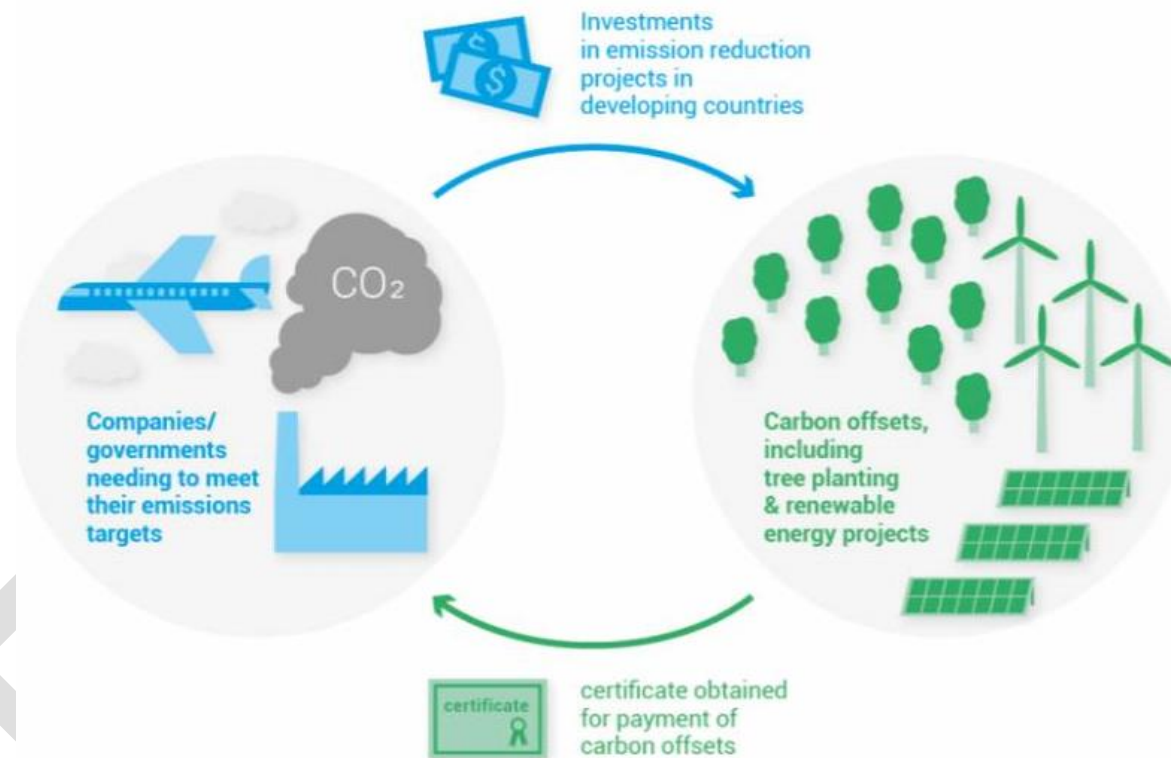 Investments
in emission reduction
projects in
developing countries
CO₂
Companies/
governments
needing to meet
their emissions
targets
Carbon offsets,
including
tree planting
& renewable
energy projects
certificate
certificate obtained
for payment of
carbon offsets